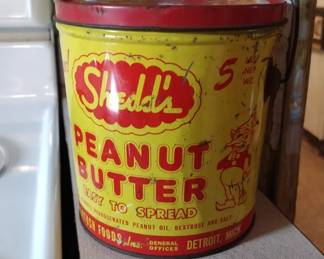 Shedd's
5
PEANUT
BUTTER
EASY TO SPREAD
HYDROGENATED PEANUT OIL, DEXTROSE AND SALT
FOODS, Inc. GENERAL OFFICES DETROIT, MICH